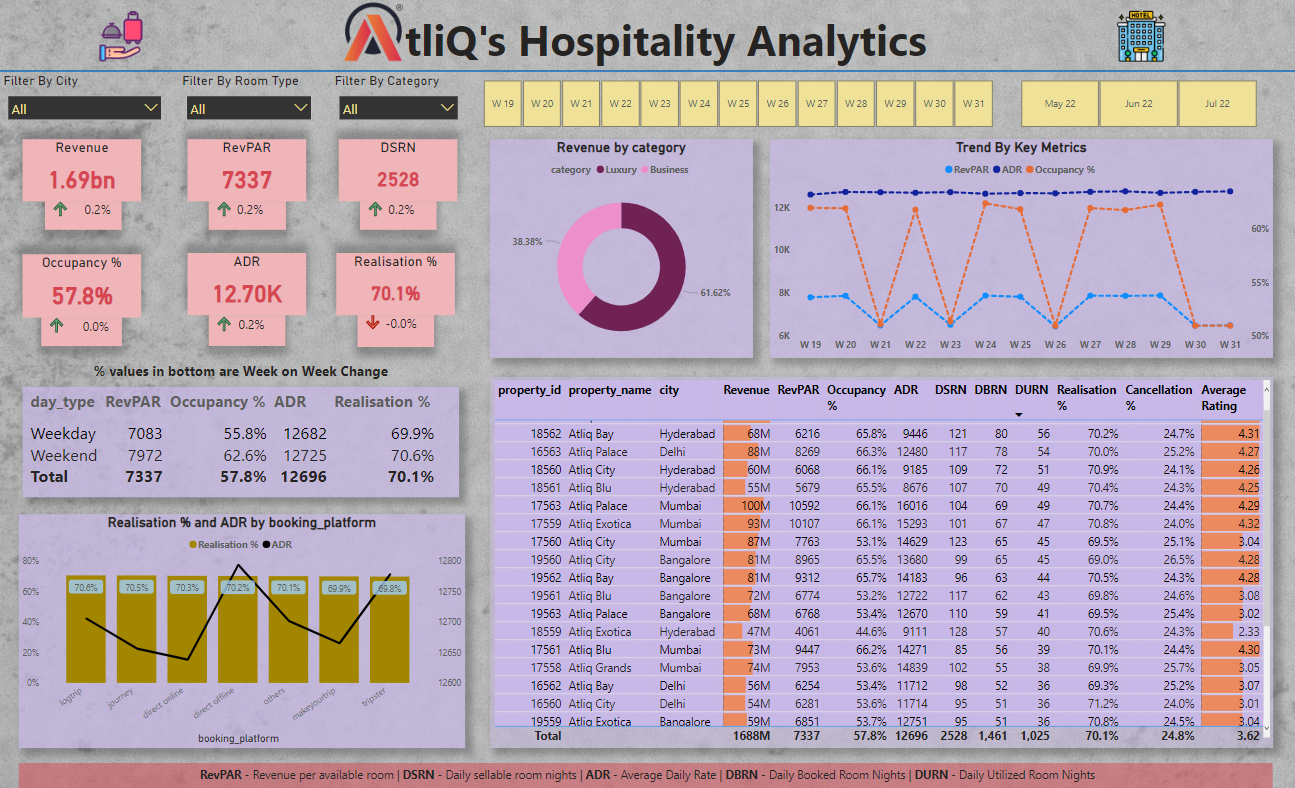 HOTEL
AtliQ's Hospitality Analytics
Filter By City
Filter By Room Type
Filter By Category
All
All
All
W 19 W 20 W 21 W 22 W 23 W 24 W 25 W 26 W 27 W 28 W 29 W 30 W 31
May 22 Jun 22 Jul 22
Revenue
1.69bn
0.2%
RevPAR
7337
0.2%
DSRN
2528
0.2%
Occupancy %
57.8%
0.0%
ADR
12.70K
0.2%
Realisation %
70.1%
-0.0%
% values in bottom are Week on Week Change
Revenue by category
category Luxury Business
38.38%
61.62%
Trend By Key Metrics
RevPAR ADR Occupancy %
12K
10K
8K
6K
60%
55%
50%
W 19 W 20 W 21 W 22 W 23 W 24 W 25 W 26 W 27 W 28 W 29 W 30 W 31
day_type RevPAR Occupancy % ADR Realisation %
Weekday 7083 55.8% 12682 69.9%
Weekend 7972 62.6% 12725 70.6%
Total 7337 57.8% 12696 70.1%
Realisation % and ADR by booking_platform
Realisation % ADR
80%
60%
40%
20%
0%
70.6% 70.5% 70.3% 70.2% 70.1% 69.9% 69.8%
12800
12750
12700
12650
12600
logtrip journey direct online direct offline others makeyourtrip tripster
booking_platform
property_id property_name city Revenue RevPAR Occupancy % ADR DSRN DBRN DURN Realisation % Cancellation % Average Rating
18562 Atliq Bay Hyderabad 68M 6216 65.8% 9446 121 80 56 70.2% 24.7% 4.31
16563 Atliq Palace Delhi 88M 8269 66.3% 12480 117 78 54 70.0% 25.2% 4.27
18560 Atliq City Hyderabad 60M 6068 66.1% 9185 109 72 51 70.9% 24.1% 4.26
18561 Atliq Blu Hyderabad 55M 5679 65.5% 8676 107 70 49 70.4% 24.3% 4.25
17563 Atliq Palace Mumbai 100M 10592 66.1% 16016 104 69 49 70.7% 24.4% 4.29
17559 Atliq Exotica Mumbai 93M 10107 66.1% 15293 101 67 47 70.8% 24.0% 4.32
17560 Atliq City Mumbai 87M 7763 53.1% 14629 123 65 45 69.5% 25.1% 3.04
19560 Atliq City Bangalore 81M 8965 65.5% 13680 99 65 45 69.0% 26.5% 4.28
19562 Atliq Bay Bangalore 81M 9312 65.7% 14183 96 63 44 70.5% 24.3% 4.28
19561 Atliq Blu Bangalore 72M 6774 53.2% 12722 117 62 43 69.8% 24.6% 3.08
19563 Atliq Palace Bangalore 68M 6768 53.4% 12670 110 59 41 69.5% 25.4% 3.02
18559 Atliq Exotica Hyderabad 47M 4061 44.6% 9111 128 57 40 70.6% 24.3% 2.33
17561 Atliq Blu Mumbai 73M 9447 66.2% 14271 85 56 39 70.1% 24.4% 4.30
17558 Atliq Grands Mumbai 74M 7953 53.6% 14839 102 55 38 69.9% 25.7% 3.05
16562 Atliq Bay Delhi 56M 6254 53.4% 11712 98 52 36 69.3% 25.2% 3.07
16560 Atliq City Delhi 54M 6281 53.6% 11714 95 51 36 71.2% 24.0% 3.01
19559 Atliq Exotica Bangalore 59M 6851 53.7% 12751 95 51 36 70.8% 24.5% 3.04
Total 1688M 7337 57.8% 12696 2528 1,461 1,025 70.1% 24.8% 3.62
RevPAR - Revenue per available room | DSRN - Daily sellable room nights | ADR - Average Daily Rate | DBRN - Daily Booked Room Nights | DURN - Daily Utilized Room Nights